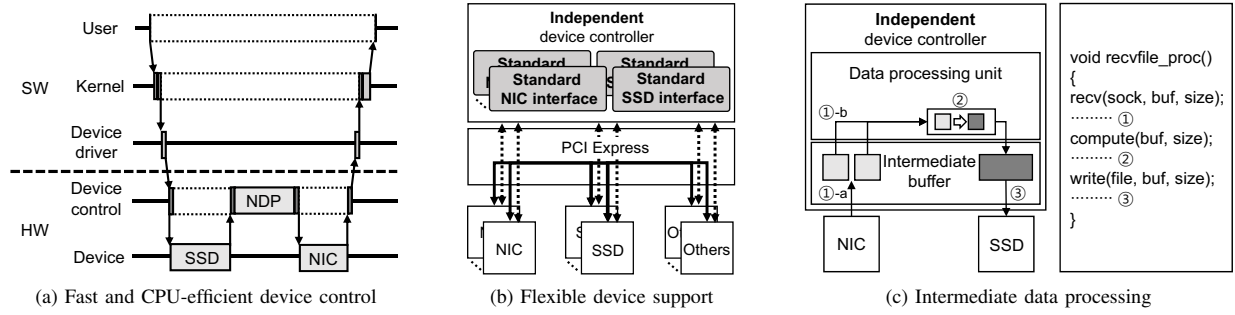 User
SW
Kernel
Device
driver
Device
control
NDP
HW
Device
SSD
NIC
(a) Fast and CPU-efficient device control
Independent
device controller
Standard
Standard
Standard
NIC interface
Standard
SSD interface
PCI Express
NIC
SSD
Others
(b) Flexible device support
Independent
device controller
Data processing unit
①-b
②
Intermediate
buffer
①-a
③
NIC
SSD
void recvfile_proc()
{
recv(sock, buf, size);
········ ①
compute(buf, size);
········ ②
write(file, buf, size);
········ ③
}
(c) Intermediate data processing